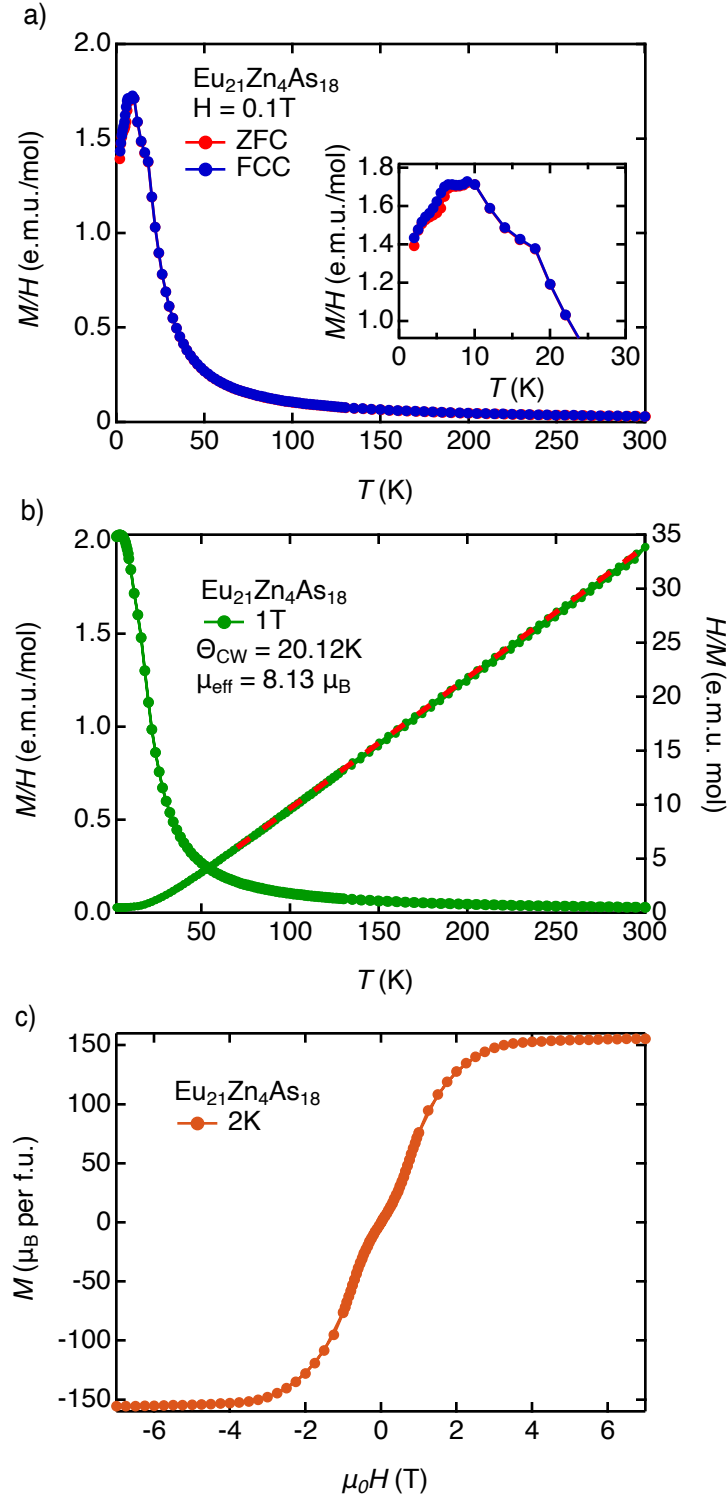 a)
2.0
1.5
1.0
0.5
0
M/H (e.m.u./mol)
Eu₂₁Zn₄As₁₈
H = 0.1T
ZFC
FCC
1.8
1.6
1.4
1.2
1.0
M/H (e.m.u./mol)
0 10 20 30
T (K)
0 50 100 150 200 250 300
T (K)
b)
2.0
1.5
1.0
0.5
0.0
M/H (e.m.u./mol)
Eu₂₁Zn₄As₁₈
1T
Θ_CW = 20.12K
μ_eff = 8.13 μ_B
35
30
25
20
15
10
5
0
H/M (e.m.u. mol)
50 100 150 200 250 300
T (K)
c)
150
100
50
0
-50
-100
-150
M (μ_B per f.u.)
Eu₂₁Zn₄As₁₈
2K
-6 -4 -2 0 2 4 6
μ₀H (T)